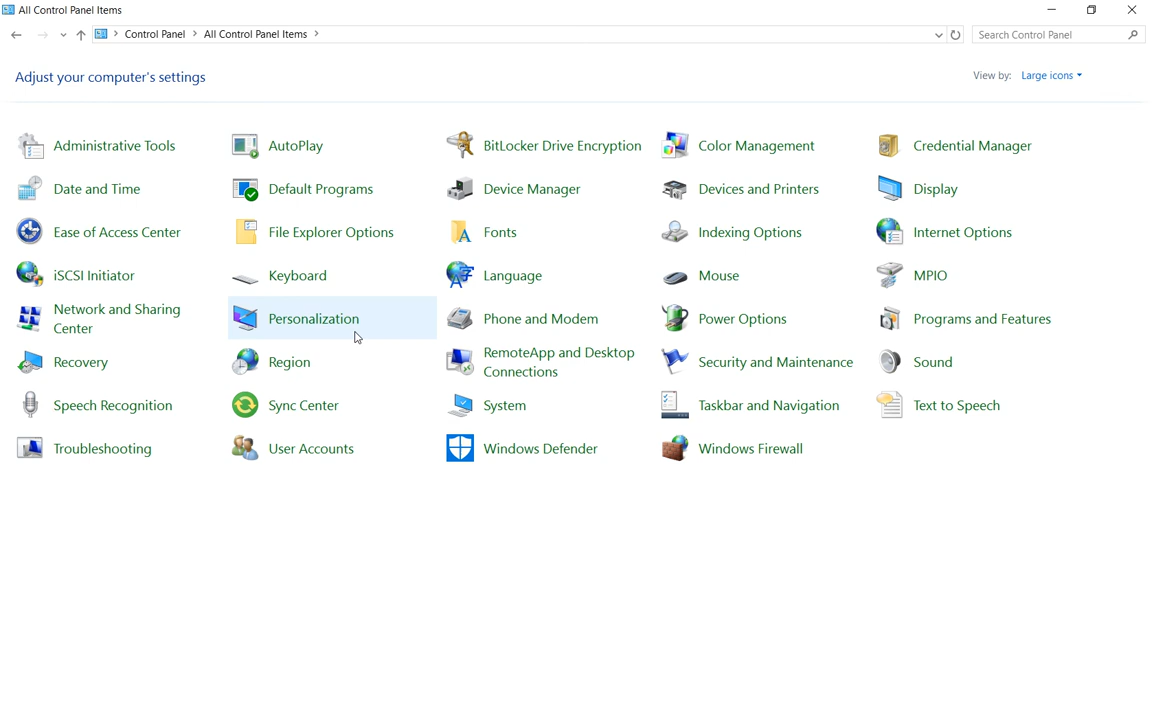 All Control Panel Items
Control Panel > All Control Panel Items >
Search Control Panel
Adjust your computer's settings
View by: Large icons
Administrative Tools
AutoPlay
BitLocker Drive Encryption
Color Management
Credential Manager
Date and Time
Default Programs
Device Manager
Devices and Printers
Display
Ease of Access Center
File Explorer Options
Fonts
Indexing Options
Internet Options
iSCSI Initiator
Keyboard
Language
Mouse
MPIO
Network and Sharing
Center
Personalization
Phone and Modem
Power Options
Programs and Features
Recovery
Region
RemoteApp and Desktop
Connections
Security and Maintenance
Sound
Speech Recognition
Sync Center
System
Taskbar and Navigation
Text to Speech
Troubleshooting
User Accounts
Windows Defender
Windows Firewall